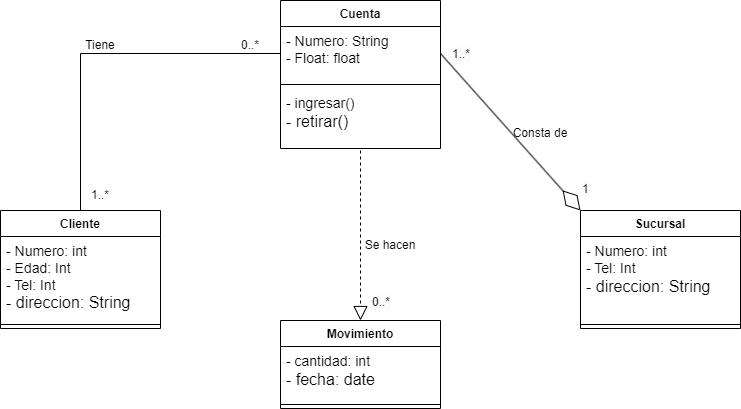 Cuenta
- Numero: String
- Float: float
- ingresar()
- retirar()
Tiene
0..*
1..*
1..*
Consta de
1
Cliente
- Numero: int
- Edad: Int
- Tel: Int
- direccion: String
Se hacen
0..*
Sucursal
- Numero: int
- Tel: Int
- direccion: String
Movimiento
- cantidad: int
- fecha: date